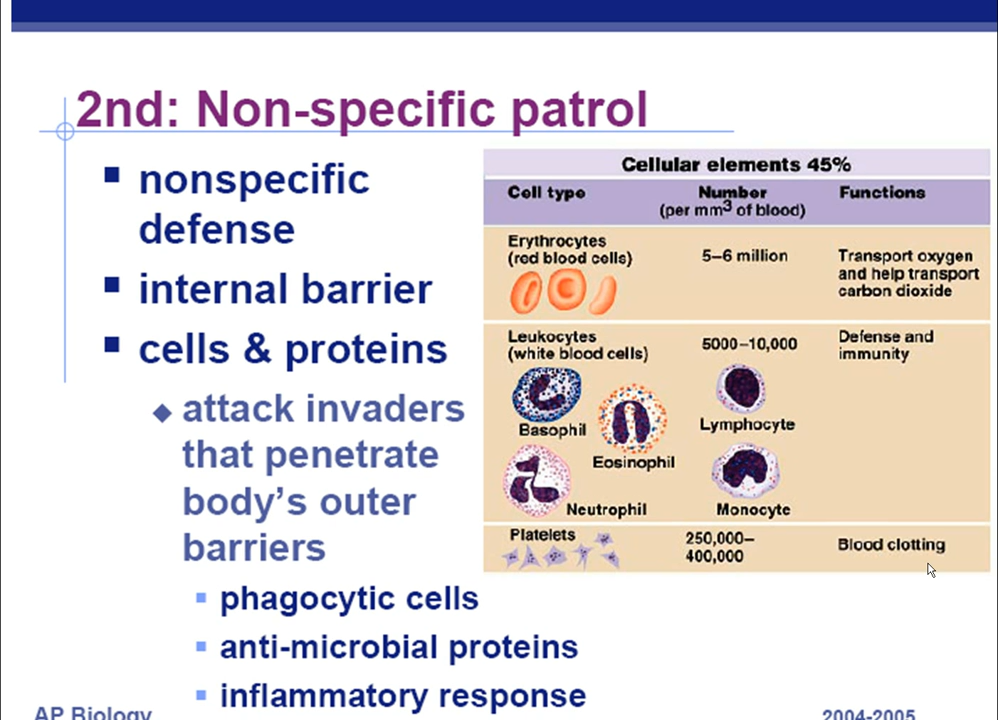 2nd: Non-specific patrol
nonspecific
defense
internal barrier
cells & proteins
attack invaders
that penetrate
body's outer
barriers
phagocytic cells
anti-microbial proteins
inflammatory response
Cellular elements 45%
Cell type
Number
(per mm3 of blood)
Functions
Erythrocytes
(red blood cells)
5–6 million
Transport oxygen
and help transport
carbon dioxide
Leukocytes
(white blood cells)
5000–10,000
Defense and
immunity
Basophil
Eosinophil
Neutrophil
Lymphocyte
Monocyte
Platelets
250,000–
400,000
Blood clotting
AP Biology
2004-2005